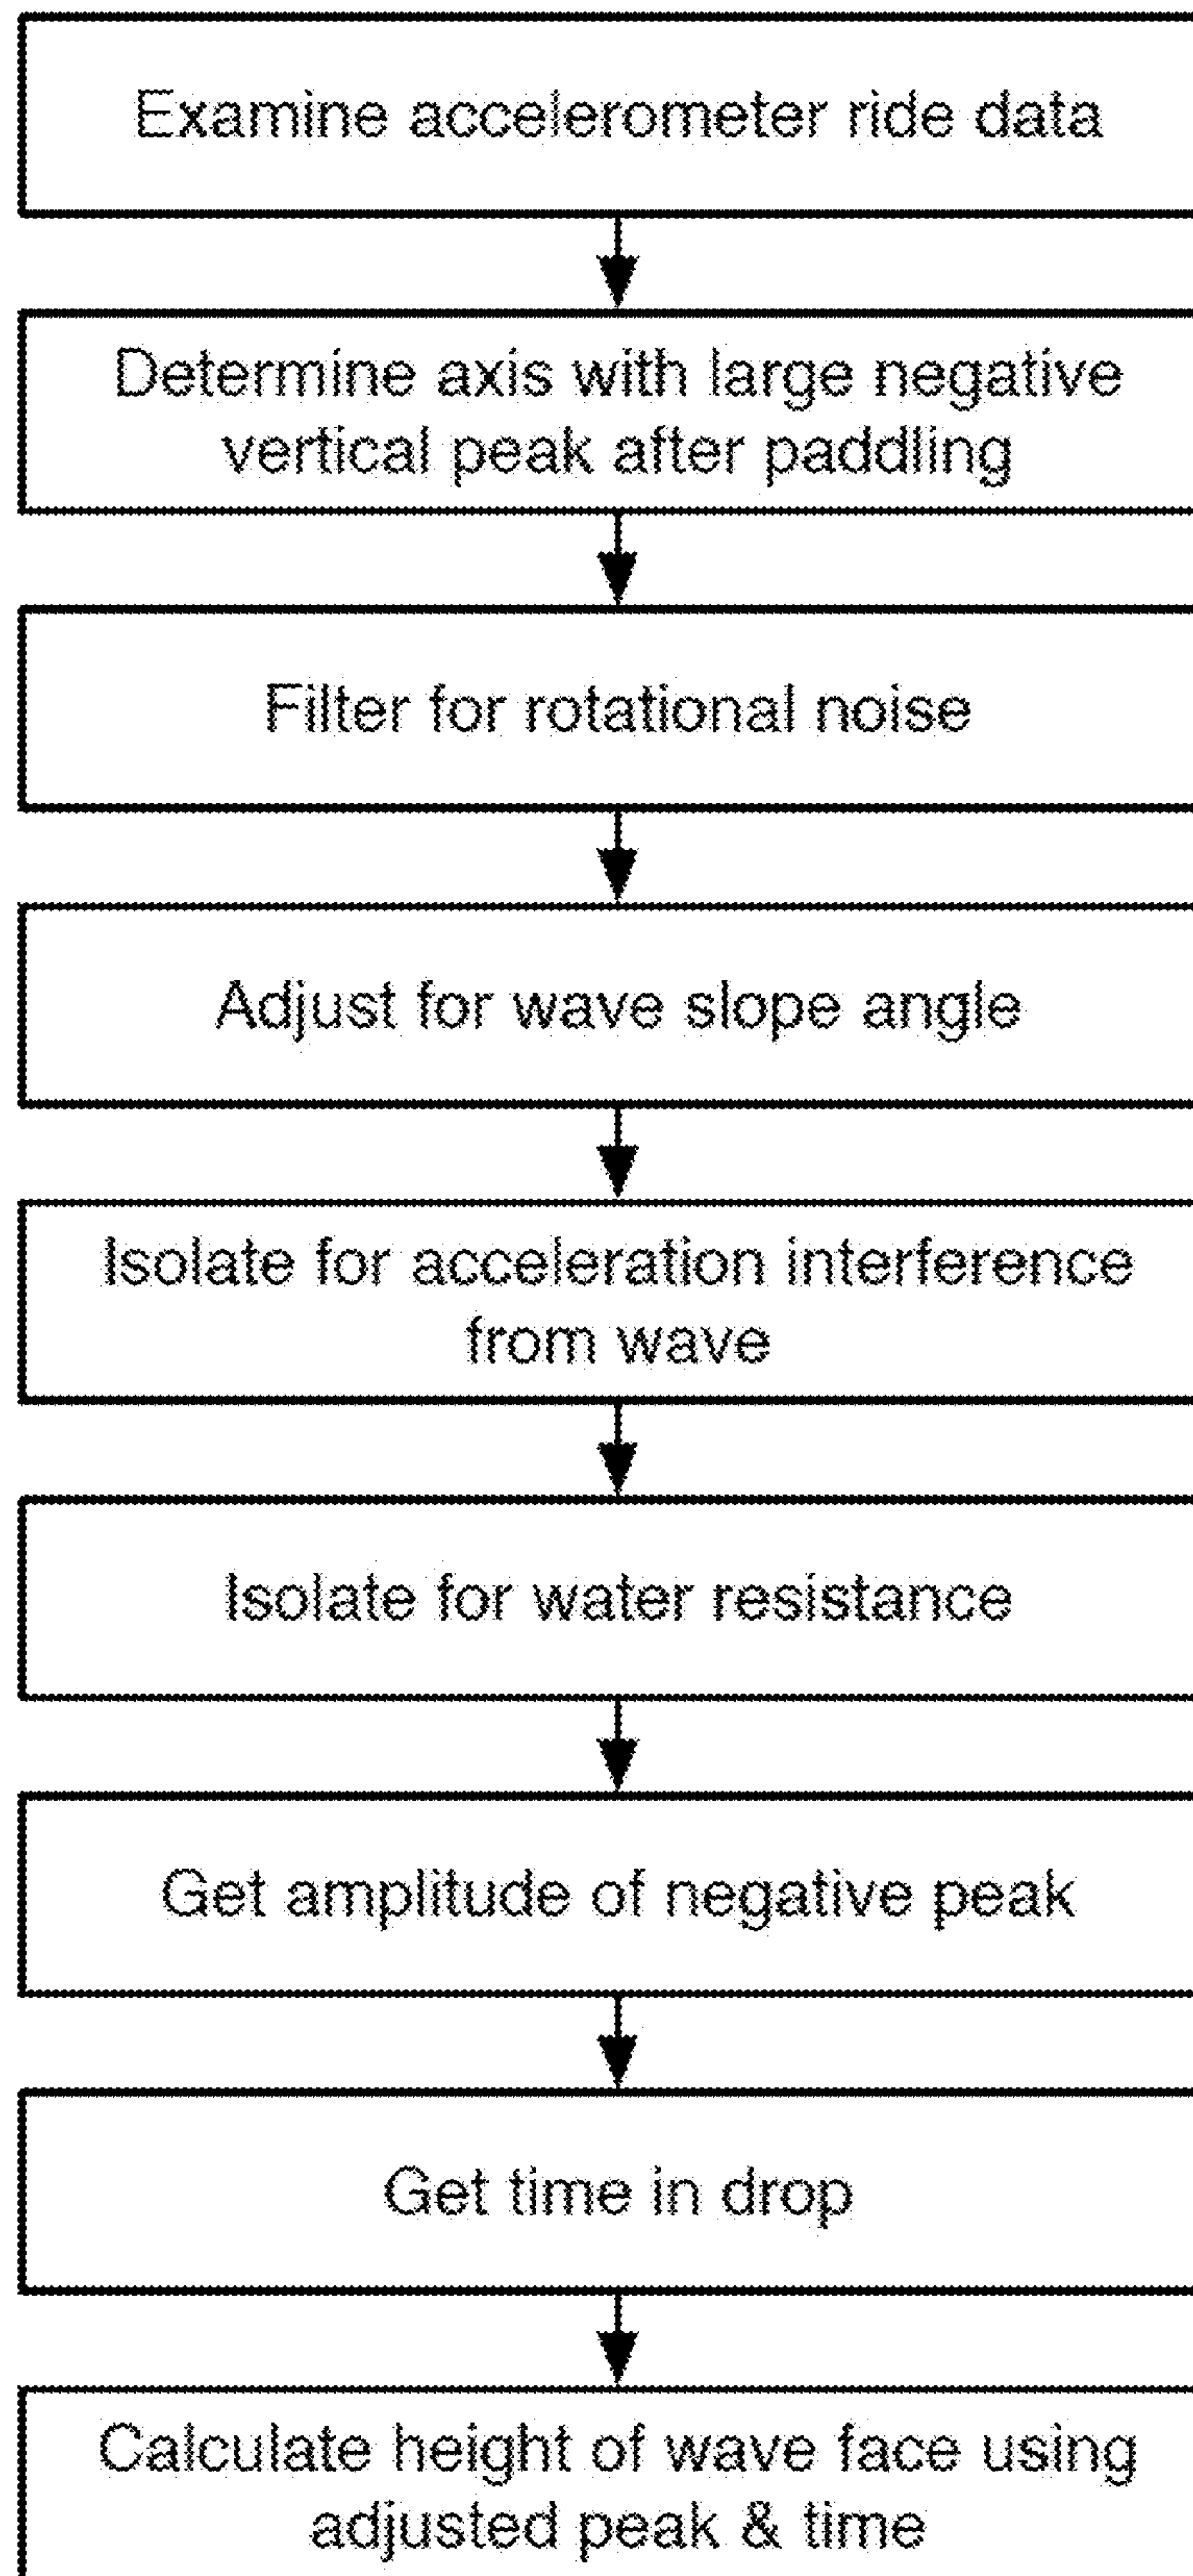 Examine accelerometer ride data
Determine axis with large negative
vertical peak after paddling
Filter for rotational noise
Adjust for wave slope angle
Isolate for acceleration interference
from wave
Isolate for water resistance
Get amplitude of negative peak
Get time in drop
Calculate height of wave face using
adjusted peak & time